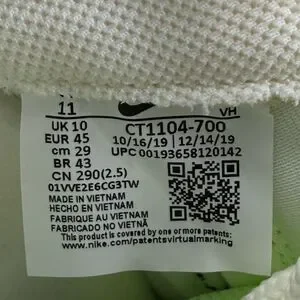 11 VH
UK 10 CT1104-700
EUR 45 10/16/19 12/14/19
cm 29 UPC 00193658120142
BR 43
CN 290(2.5)
01VVE2E6CG3TW
MADE IN VIETNAM
HECHO EN VIETNAM
FABRIQUE AU VIETNAM
FABRICADO NO VIETNÃ
This product is covered by one or more patents:
www.nike.com/patentsvirtualmarking